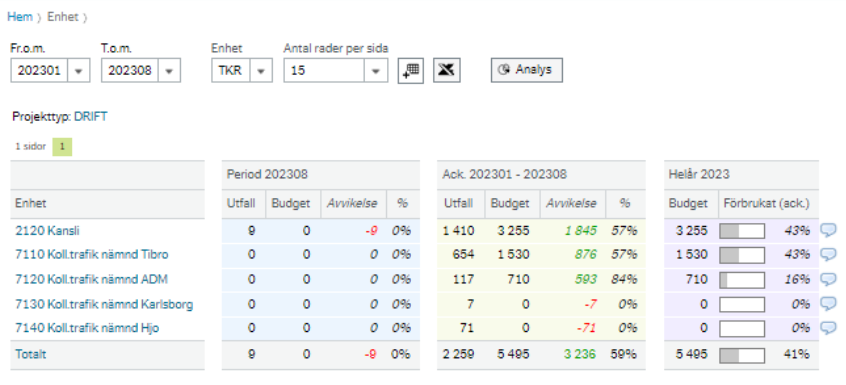 Hem 〉 Enhet 〉
Fr.o.m. T.o.m. Enhet Antal rader per sida
202301 202308 TKR 15 Analys
Projekttyp: DRIFT
1 sidor 1
Period 202308 Ack. 202301 - 202308 Helår 2023
Enhet Utfall Budget Avvikelse % Utfall Budget Avvikelse % Budget Förbrukat (ack.)
2120 Kansli 9 0 -9 0% 1 410 3 255 1 845 57% 3 255 43%
7110 Koll.trafik nämnd Tibro 0 0 0 0% 654 1 530 876 57% 1 530 43%
7120 Koll.trafik nämnd ADM 0 0 0 0% 117 710 593 84% 710 16%
7130 Koll.trafik nämnd Karlsborg 0 0 0 0% 7 0 -7 0% 0 0%
7140 Koll.trafik nämnd Hjo 0 0 0 0% 71 0 -71 0% 0 0%
Totalt 9 0 -9 0% 2 259 5 495 3 236 59% 5 495 41%